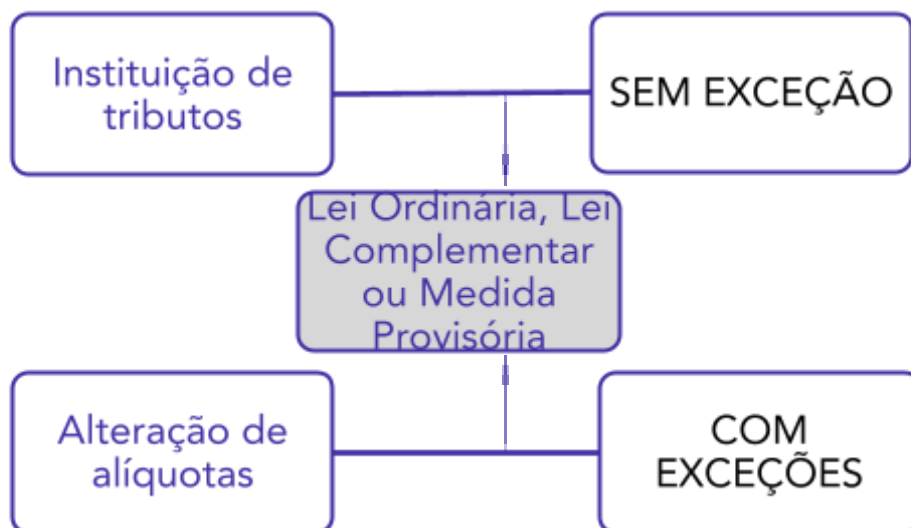 Instituição de
tributos
SEM EXCEÇÃO
Lei Ordinária, Lei
Complementar
ou Medida
Provisória
Alteração de
alíquotas
COM
EXCEÇÕES